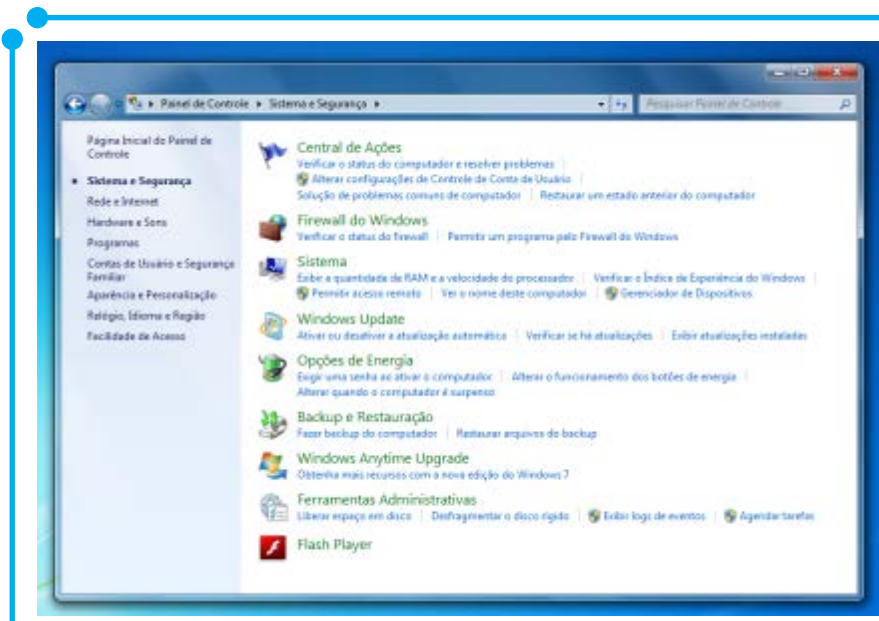 Painel de Controle ▸ Sistema e Segurança ▸
Pesquisar Painel de Controle
Página Inicial do Painel de
Controle
Sistema e Segurança
Rede e Internet
Hardware e Sons
Programas
Contas de Usuário e Segurança
Familiar
Aparência e Personalização
Relógio, Idioma e Região
Facilidade de Acesso
Central de Ações
Verificar o status do computador e resolver problemas
Alterar configurações de Controle de Conta de Usuário
Solução de problemas comuns de computador | Restaurar um estado anterior do computador
Firewall do Windows
Verificar o status do firewall | Permitir um programa pelo Firewall do Windows
Sistema
Exibir a quantidade de RAM e a velocidade do processador | Verificar o Índice de Experiência do Windows
Permitir acesso remoto | Ver o nome deste computador | Gerenciador de Dispositivos
Windows Update
Ativar ou desativar a atualização automática | Verificar se há atualizações | Exibir atualizações instaladas
Opções de Energia
Exigir uma senha ao ativar o computador | Alterar o funcionamento dos botões de energia
Alterar quando o computador é suspenso
Backup e Restauração
Fazer backup do computador | Restaurar arquivos do backup
Windows Anytime Upgrade
Obtenha mais recursos com a nova edição do Windows 7
Ferramentas Administrativas
Liberar espaço em disco | Desfragmentar o disco rígido | Exibir logs de eventos | Agendar tarefas
Flash Player